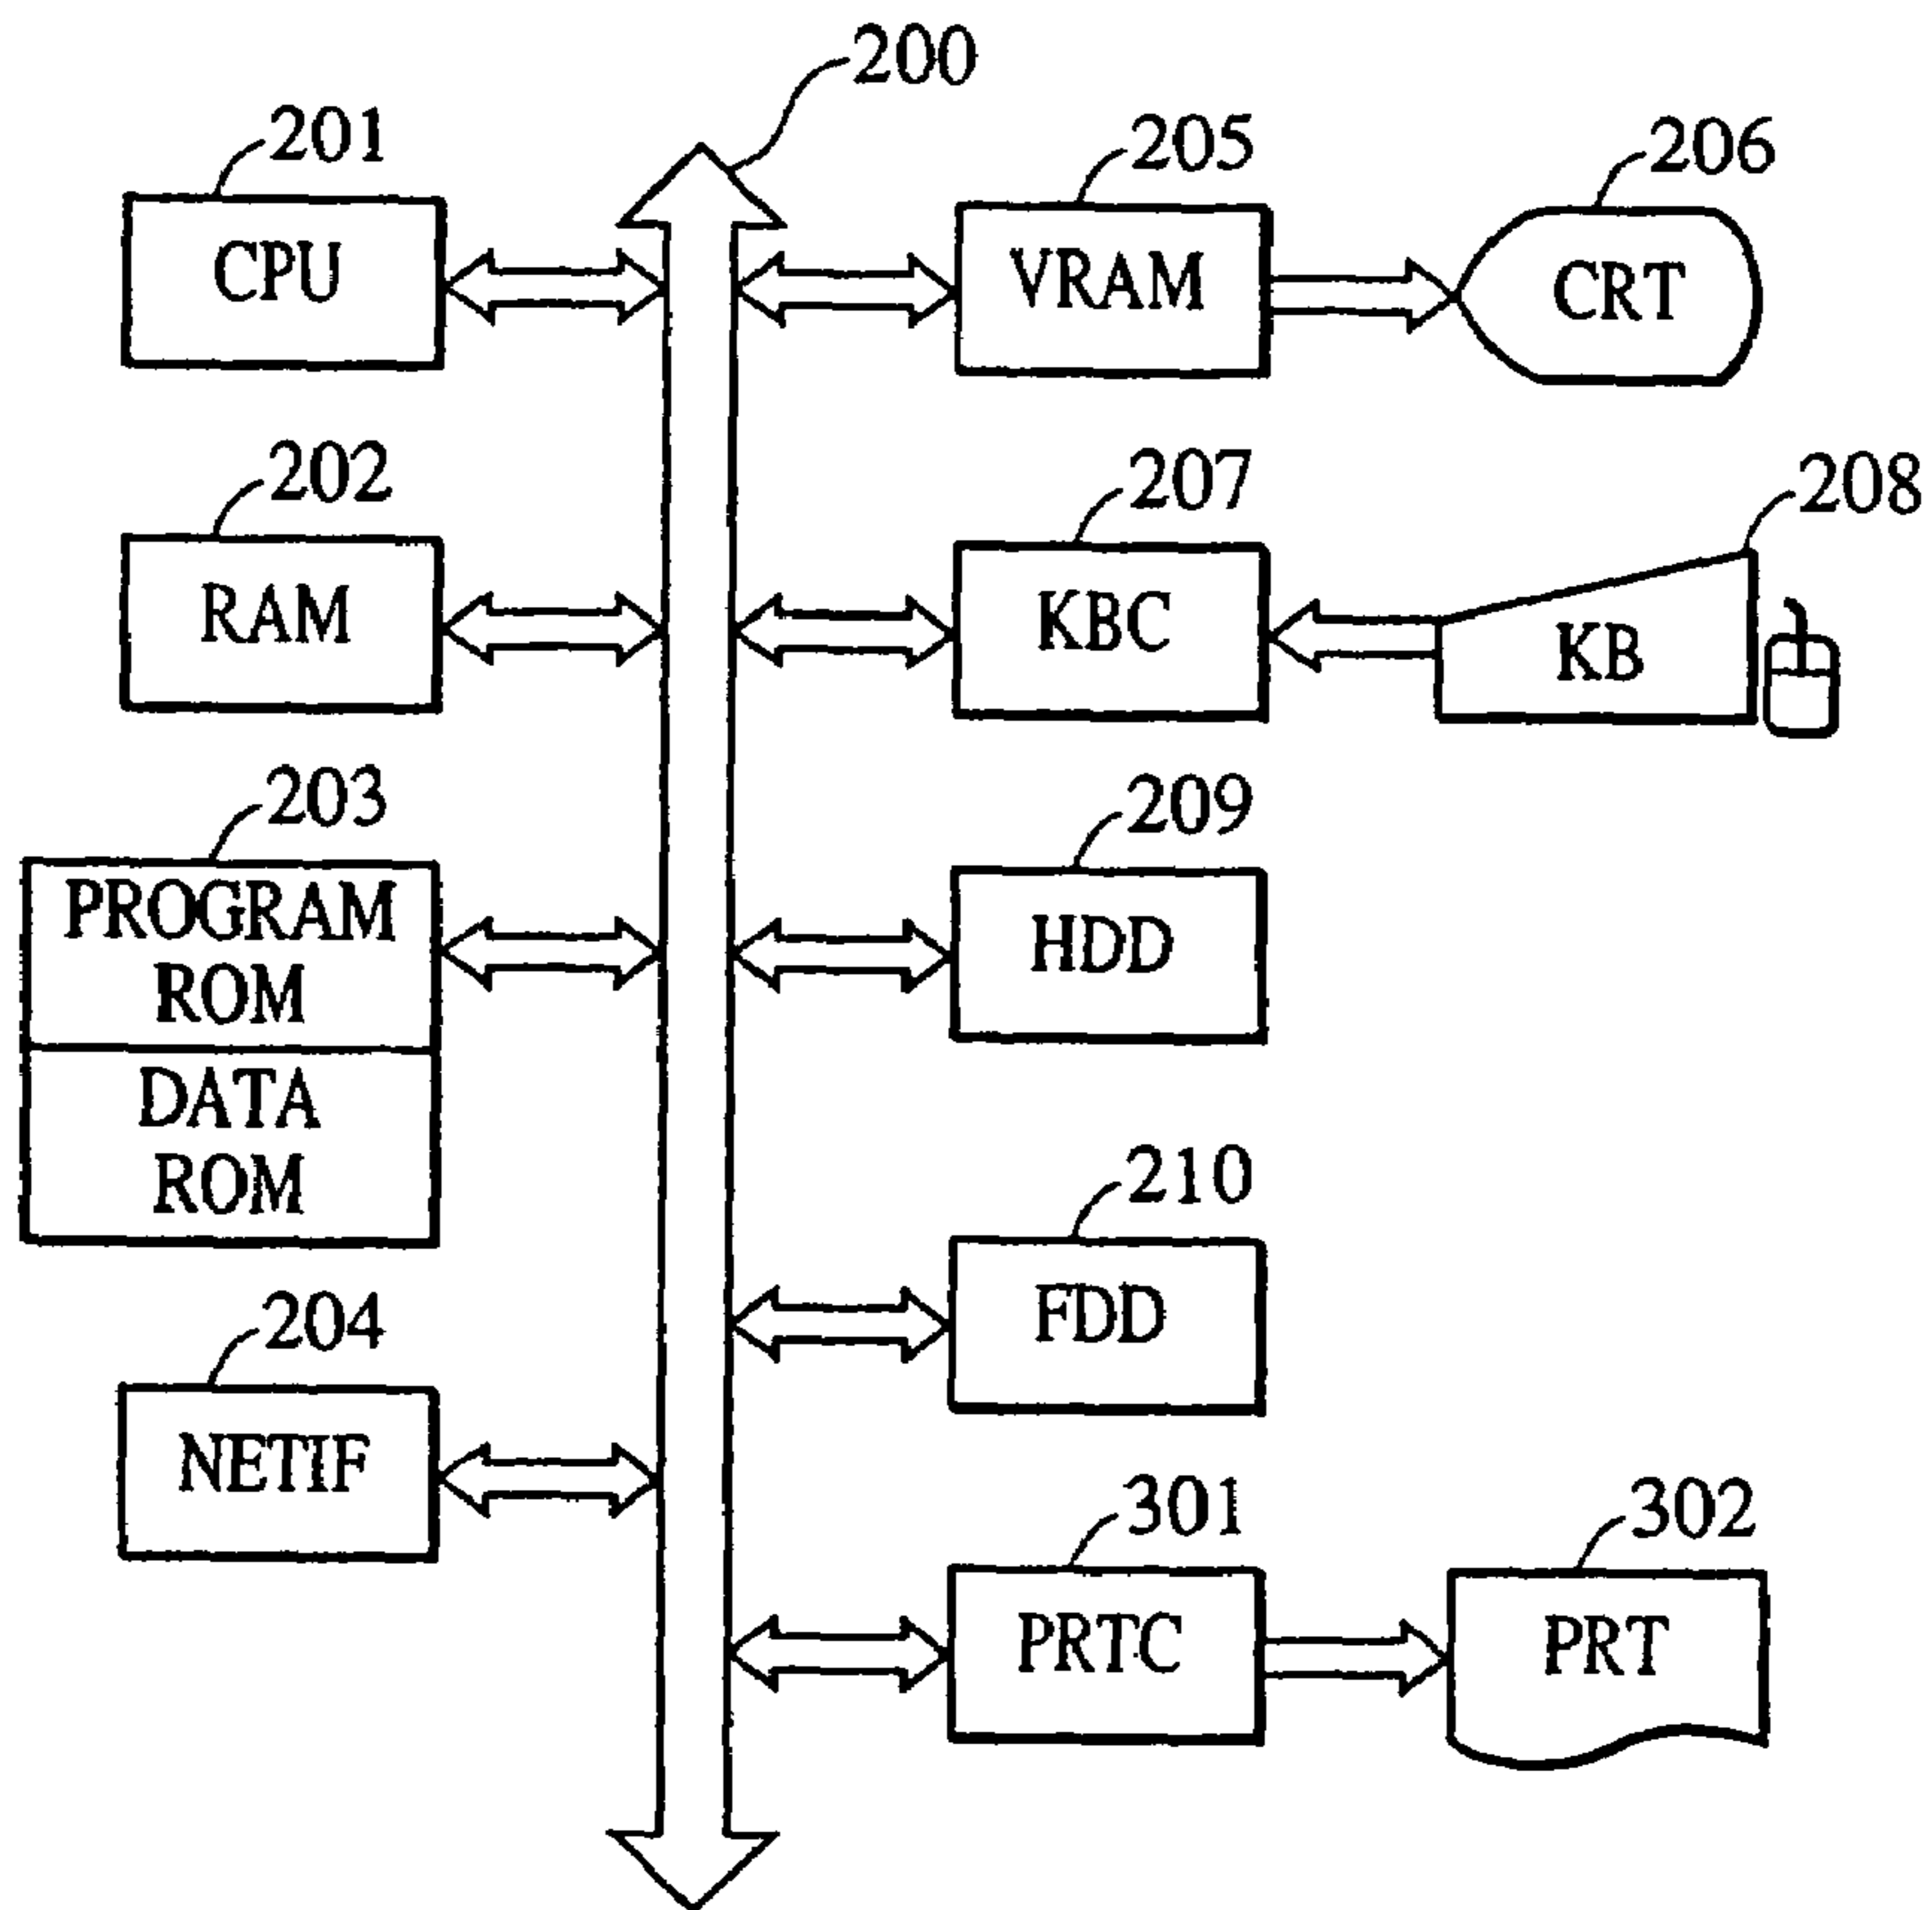 200
201
CPU
205
VRAM
206
CRT
202
RAM
207
KBC
208
KB
203
PROGRAM
ROM
DATA
ROM
209
HDD
210
FDD
204
NETIF
301
PRTC
302
PRT